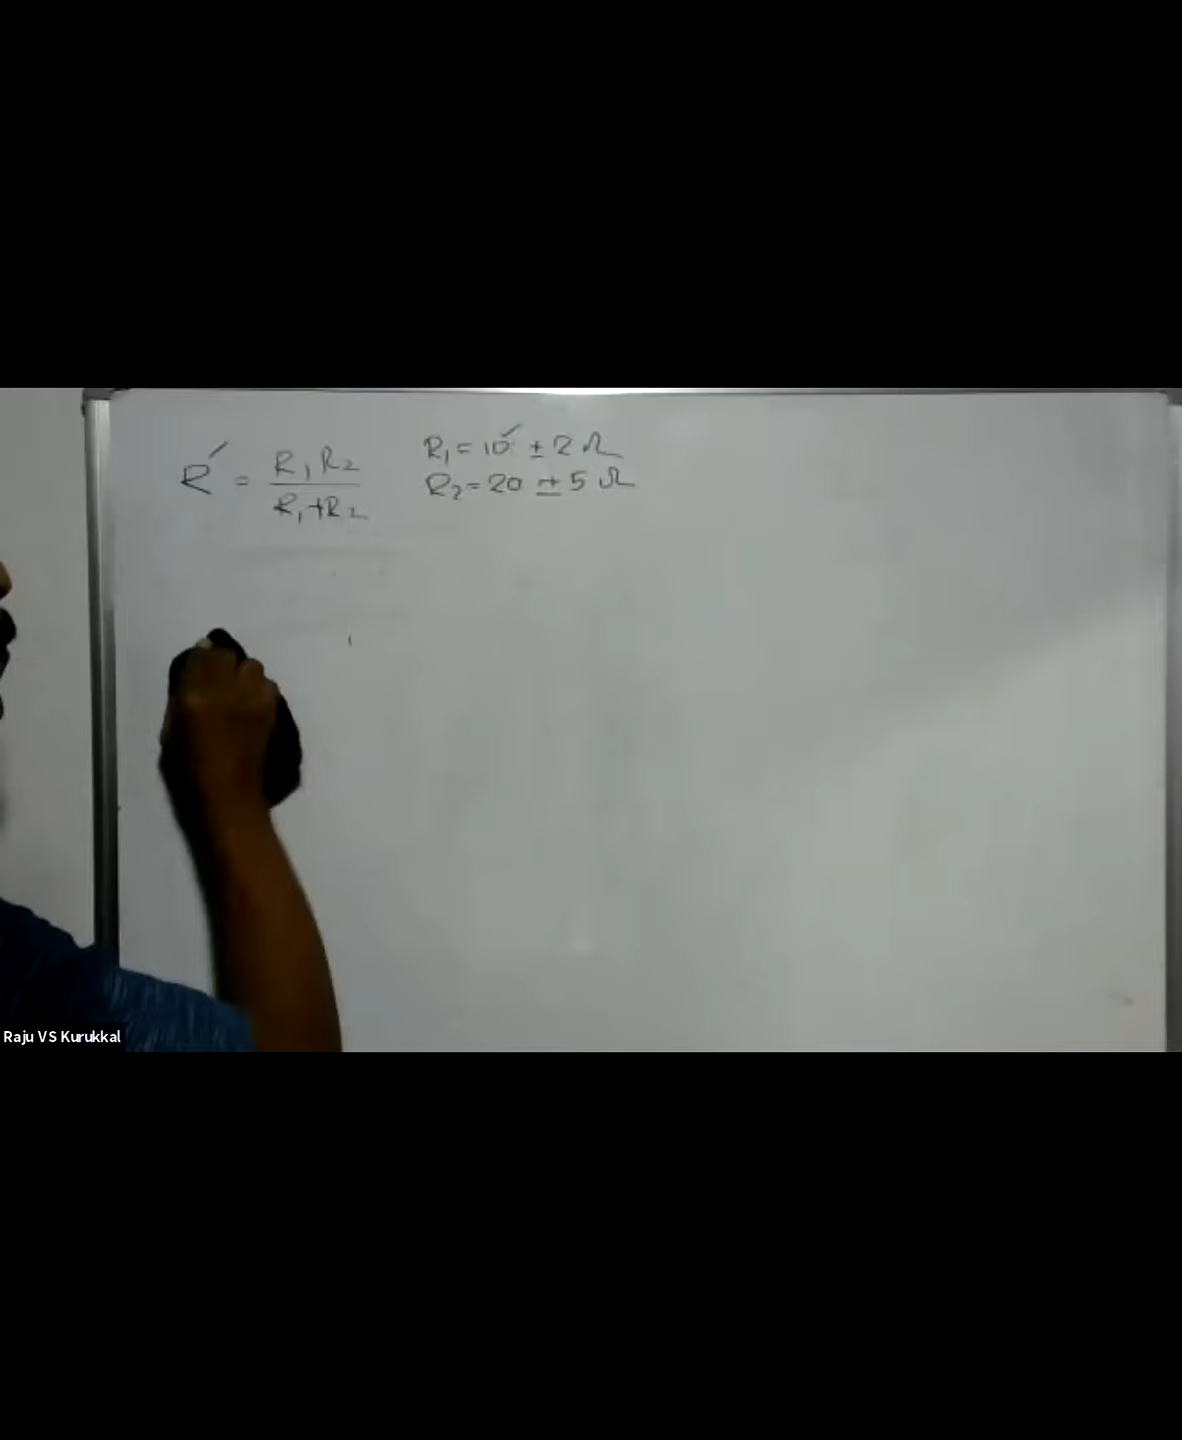 R′ = R₁R₂ / R₁+R₂
R₁ = 10 ± 2 Ω
R₂ = 20 ± 5 Ω
Raju VS Kurukkal